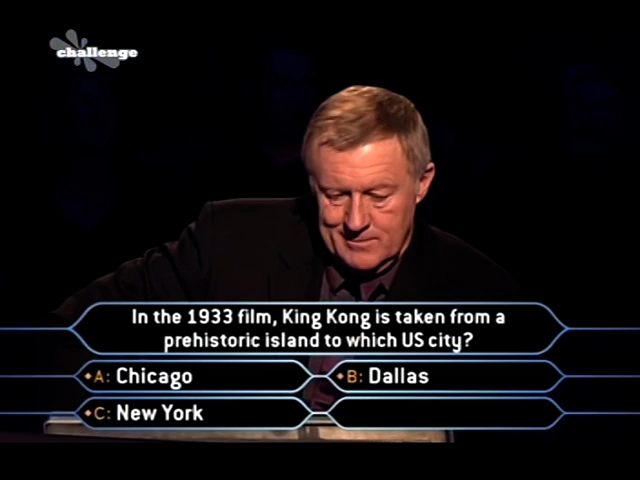 challenge
In the 1933 film, King Kong is taken from a
prehistoric island to which US city?
A: Chicago
B: Dallas
C: New York